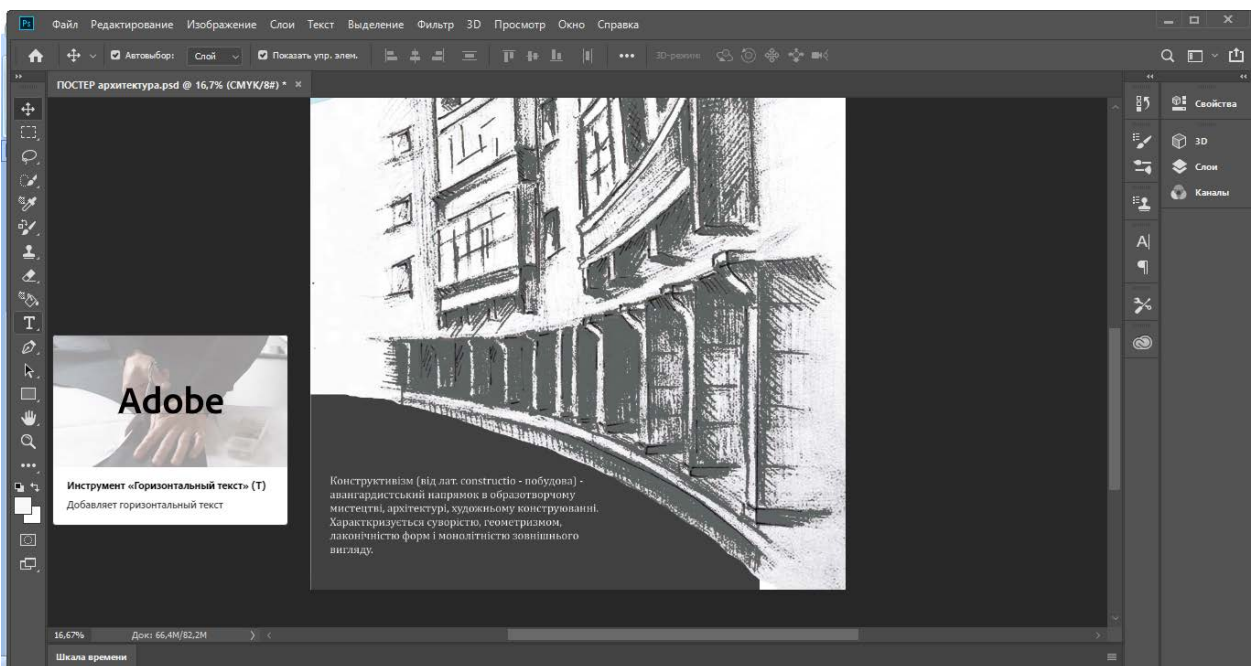 Ps Файл Редактирование Изображение Слои Текст Выделение Фильтр 3D Просмотр Окно Справка
Автовыбор: Слой Показать упр. элем. 3D-режим:
ПОСТЕР архитектура.psd @ 16,7% (CMYK/8#) * ×
Свойства
3D
Слои
Каналы
Adobe
Инструмент «Горизонтальный текст» (T)
Добавляет горизонтальный текст
Конструктивізм (від лат. constructio - побудова) -
авангардистський напрямок в образотворчому
мистецтві, архітектурі, художньому конструюванні.
Характкризується суворістю, геометризмом,
лаконічністю форм і монолітністю зовнішнього
вигляду.
16,67% Док: 66,4M/82,2M
Шкала времени